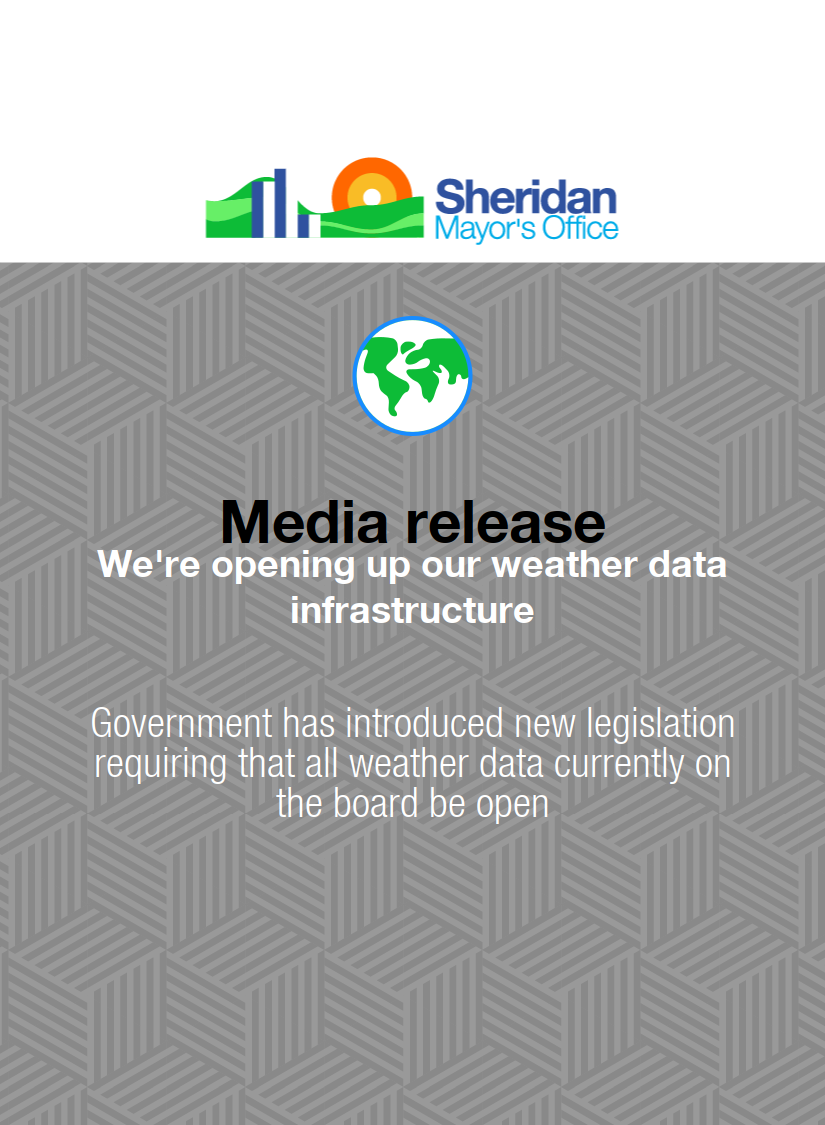 Sheridan
Mayor's Office
Media release
We're opening up our weather data
infrastructure
Government has introduced new legislation
requiring that all weather data currently on
the board be open